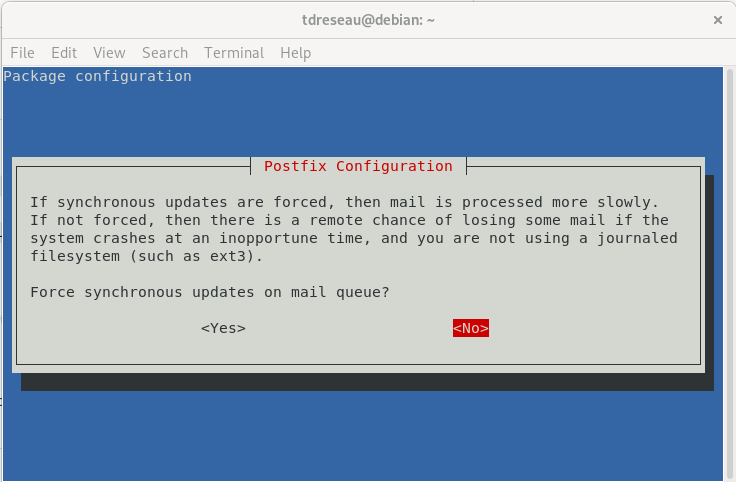 tdreseau@debian: ~
×
File Edit View Search Terminal Help
Package configuration
Postfix Configuration
If synchronous updates are forced, then mail is processed more slowly.
If not forced, then there is a remote chance of losing some mail if the
system crashes at an inopportune time, and you are not using a journaled
filesystem (such as ext3).
Force synchronous updates on mail queue?
<Yes> <No>